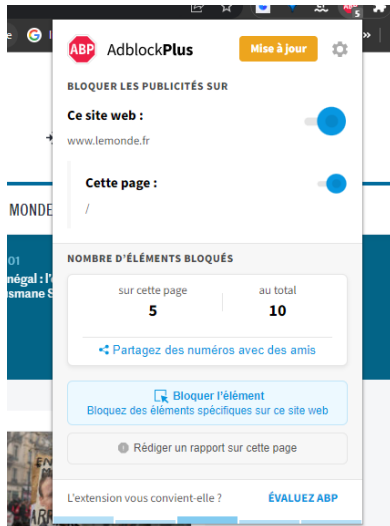 ABP AdblockPlus Mise à jour
BLOQUER LES PUBLICITÉS SUR
Ce site web :
www.lemonde.fr
Cette page :
/
MONDE
01
négal : l'
smane S
NOMBRE D'ÉLÉMENTS BLOQUÉS
sur cette page au total
5 10
Partagez des numéros avec des amis
Bloquer l'élément
Bloquez des éléments spécifiques sur ce site web
Rédiger un rapport sur cette page
L'extension vous convient-elle ? ÉVALUEZ ABP